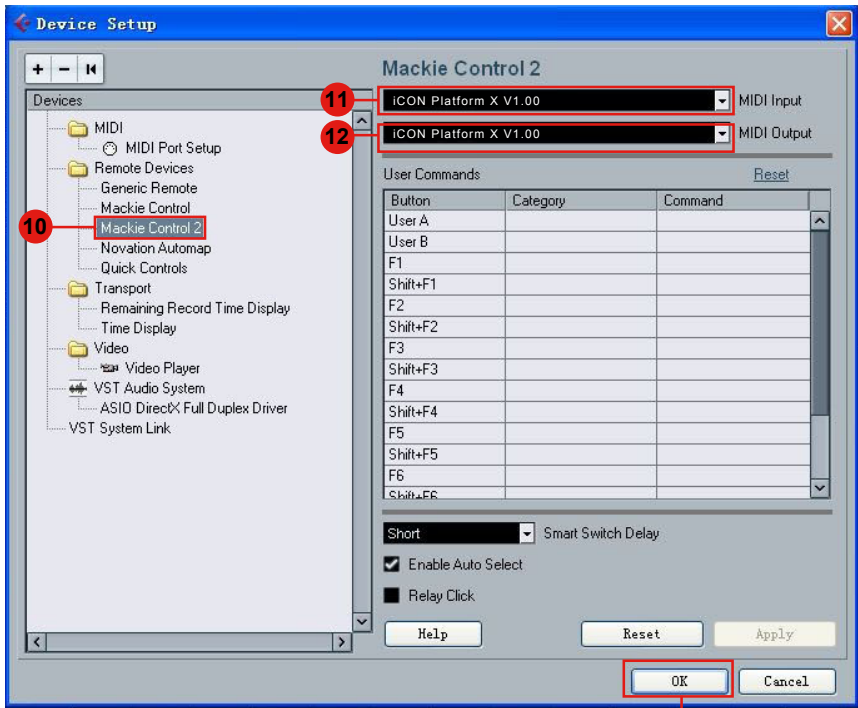 Device Setup
Devices
MIDI
MIDI Port Setup
Remote Devices
Generic Remote
Mackie Control
10
Mackie Control 2
Novation Automap
Quick Controls
Transport
Remaining Record Time Display
Time Display
Video
Video Player
VST Audio System
ASIO DirectX Full Duplex Driver
VST System Link
Mackie Control 2
11
iCON Platform X V1.00
MIDI Input
12
iCON Platform X V1.00
MIDI Output
User Commands
Reset
Button Category Command
User A
User B
F1
Shift+F1
F2
Shift+F2
F3
Shift+F3
F4
Shift+F4
F5
Shift+F5
F6
Shift+F6
Short
Smart Switch Delay
Enable Auto Select
Relay Click
Help
Reset
Apply
OK
Cancel